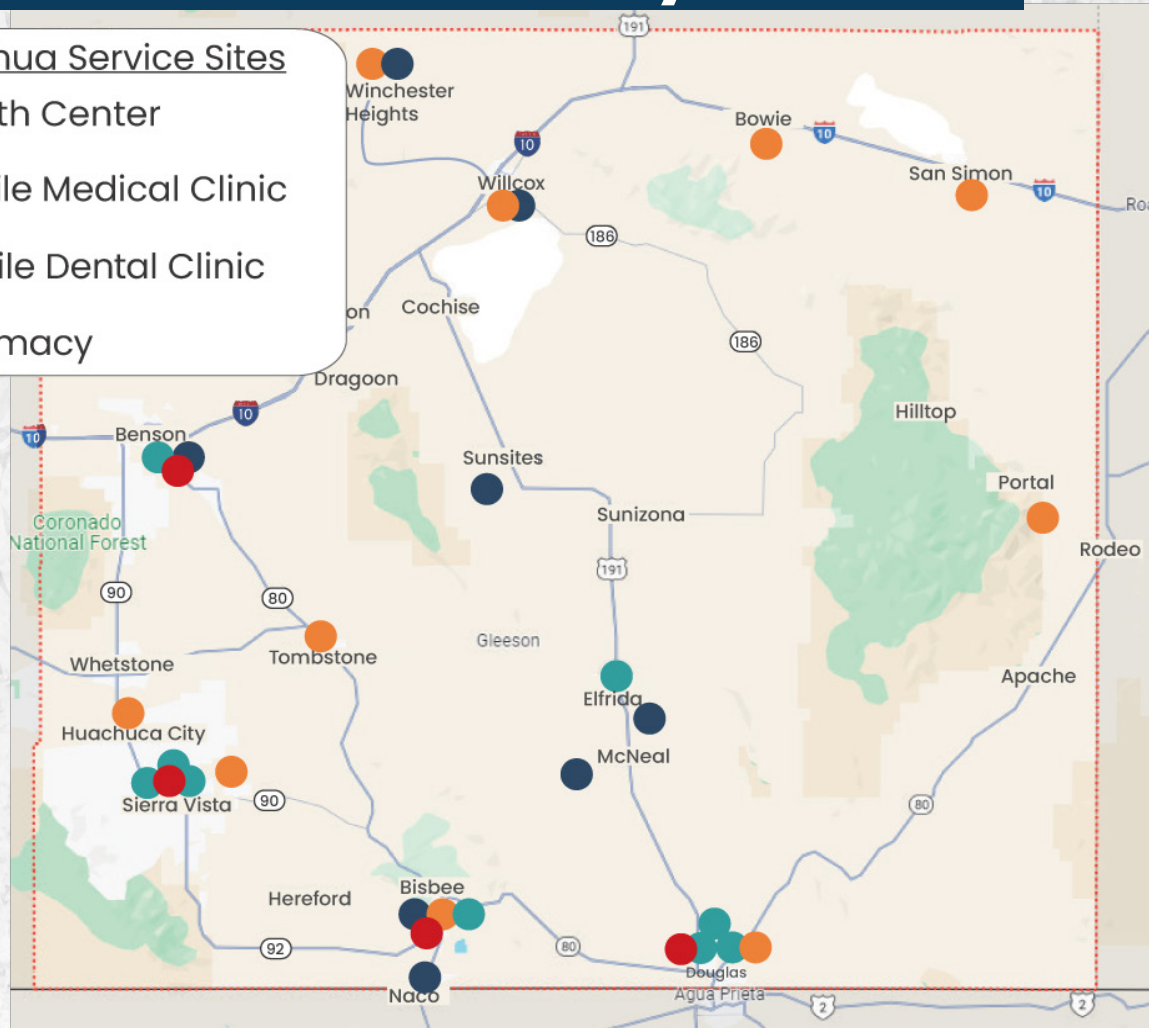 nua Service Sites
th Center
ile Medical Clinic
ile Dental Clinic
macy
191
Winchester
Heights
10
Bowie
10
San Simon
10
Willcox
186
on
Cochise
186
Dragoon
10
Hilltop
10
Benson
Sunsites
Portal
Sunizona
Coronado
National Forest
Rodeo
191
90
80
Gleeson
Tombstone
Whetstone
Apache
Elfrida
Huachuca City
McNeal
Sierra Vista
90
80
Bisbee
Hereford
92
80
Douglas
Naco
Agua Prieta
2
2